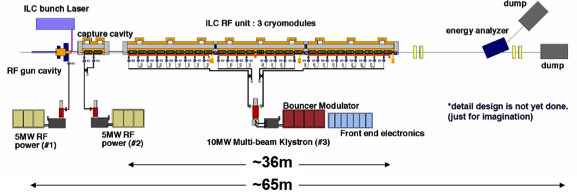 ILC bunch Laser
capture cavity
ILC RF unit : 3 cryomodules
dump
energy analyzer
RF gun cavity
dump
Bouncer Modulator
*detail design is not yet done.
(just for imagination)
5MW RF
power (#1)
5MW RF
power (#2)
10MW Multi-beam Klystron (#3)
Front end electronics
~36m
~65m